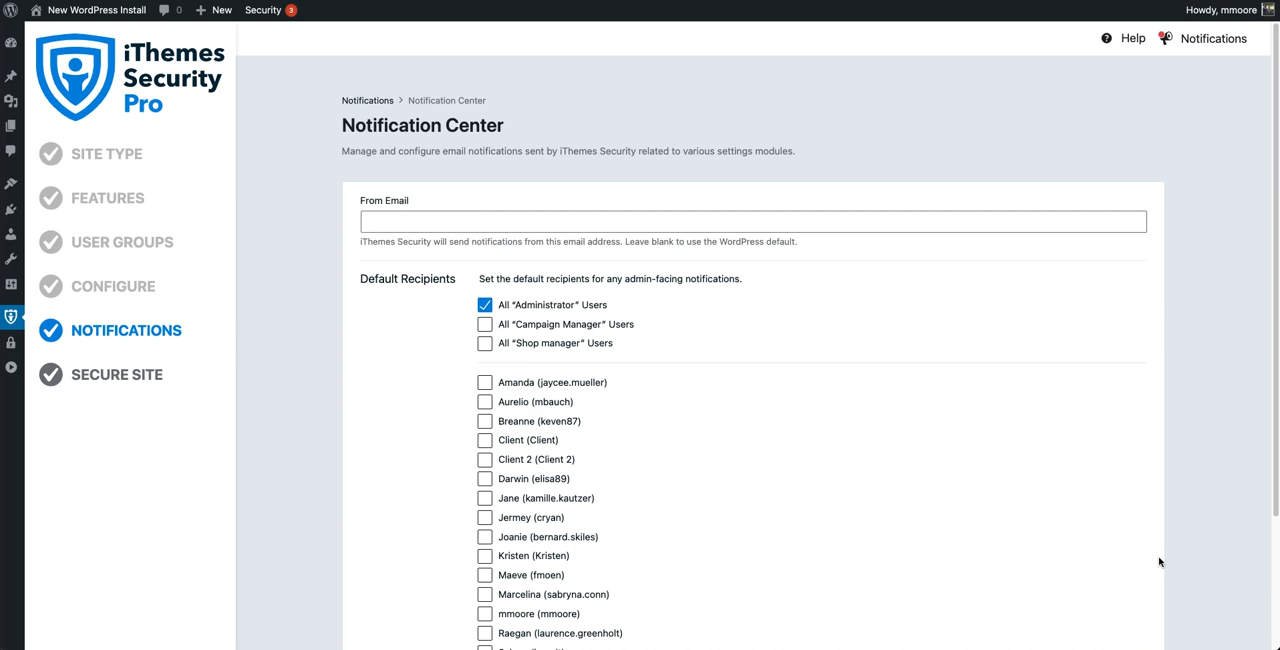 New WordPress Install 0 New Security 3 Howdy, mmoore
iThemes
Security
Pro
Help Notifications
SITE TYPE
FEATURES
USER GROUPS
CONFIGURE
NOTIFICATIONS
SECURE SITE
Notifications > Notification Center
Notification Center
Manage and configure email notifications sent by iThemes Security related to various settings modules.
From Email
iThemes Security will send notifications from this email address. Leave blank to use the WordPress default.
Default Recipients Set the default recipients for any admin-facing notifications.
All “Administrator” Users
All “Campaign Manager” Users
All “Shop manager” Users
Amanda (jaycee.mueller)
Aurelio (mbauch)
Breanne (keven87)
Client (Client)
Client 2 (Client 2)
Darwin (elisa89)
Jane (kamille.kautzer)
Jermey (cryan)
Joanie (bernard.skiles)
Kristen (Kristen)
Maeve (fmoen)
Marcelina (sabryna.conn)
mmoore (mmoore)
Raegan (laurence.greenholt)